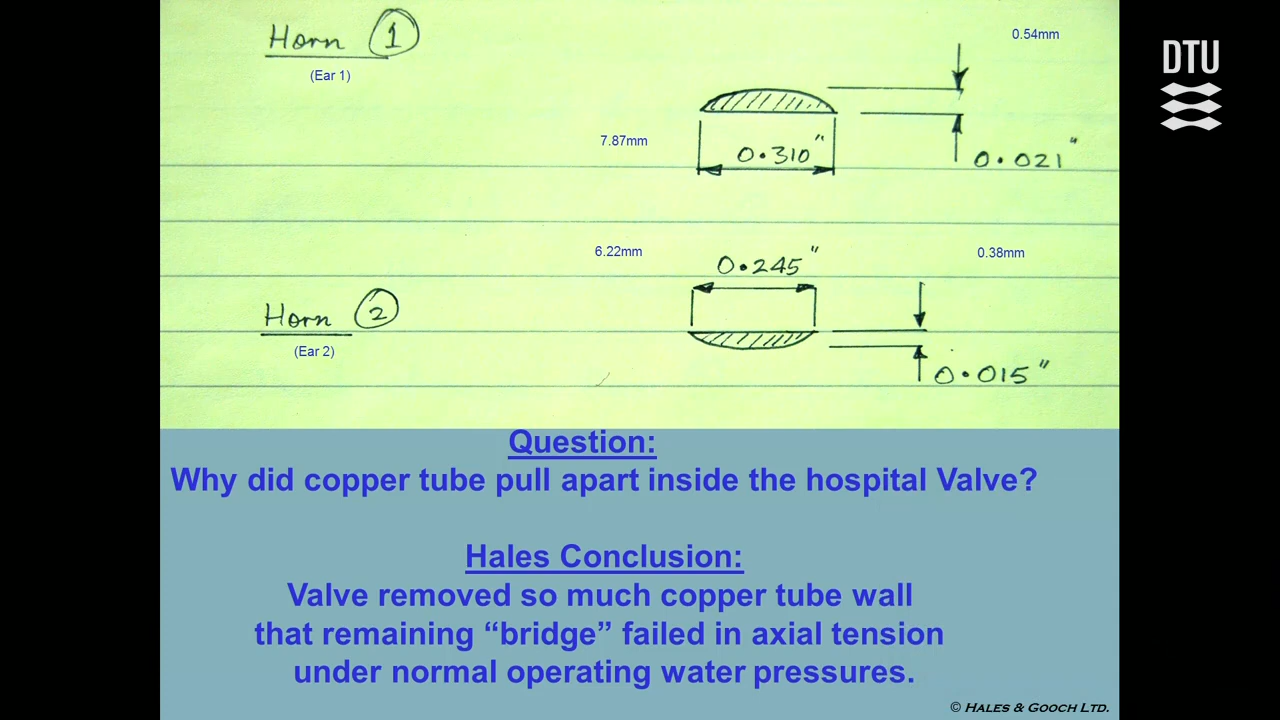 Horn 1
(Ear 1)
0.54mm
7.87mm
0.310"
0.021"
6.22mm
0.245"
0.38mm
Horn 2
(Ear 2)
0.015"
Question:
Why did copper tube pull apart inside the hospital Valve?
Hales Conclusion:
Valve removed so much copper tube wall
that remaining “bridge” failed in axial tension
under normal operating water pressures.
© HALES & GOOCH LTD.
DTU